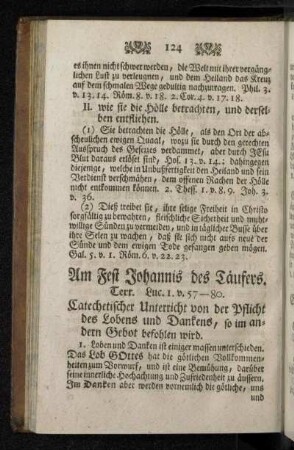 124
es ihnen nicht schwer werden, die Welt mit ihrer vergäng-
lichen Lust zu verleugnen, und dem Heiland das Kreuz
auf dem schmalen Wege gedultig nachzutragen. Phil. 3.
v. 13. 14. Röm. 8. v. 18. 2. Cor. 4. v. 17. 18.
II. wie sie die Hölle betrachten, und dersel-
ben entfliehen.
(1) Sie betrachten die Hölle, als den Ort der ab-
scheulichen ewigen Quaal, wozu sie durch den gerechten
Ausspruch des Gesetzes verdammet, aber durch JEsu
Blut daraus erlöset sind, Hos. 13. v. 14. : dahingegen
diejenige, welche in Unbußfertigkeit den Heiland und sein
Verdienst verschmähen, dem offenen Rachen der Hölle
nicht entkommen können. 2. Thess. 1. v. 8. 9. Joh. 3.
v. 36.
(2) Dies treibet sie, ihre selige Freiheit in Christo
sorgfältig zu bewahren, fleischliche Sicherheit und muth-
willige Sünden zu vermeiden, und in täglicher Busse über
ihre Selen zu wachen, daß sie sich nicht aufs neue der
Sünde und dem ewigen Tode gefangen geben mögen.
Gal. 5. v. 1. Röm. 6. v. 22. 23.
Am Fest Johannis des Täufers.
Text. Luc. 1. v. 57—80.
Catechetischer Unterricht von der Pflicht
des Lobens und Dankens, so im an-
dern Gebot befohlen wird.
1. Loben und Danken ist einiger massen unterschieden.
Das Lob GOttes hat die götlichen Vollkommen-
heiten zum Vorwurf, und ist eine Bemühung, darüber
seine innerliche Hochachtung und Zufriedenheit zu äussern.
Im Danken aber werden vornemlich die götliche, uns
und